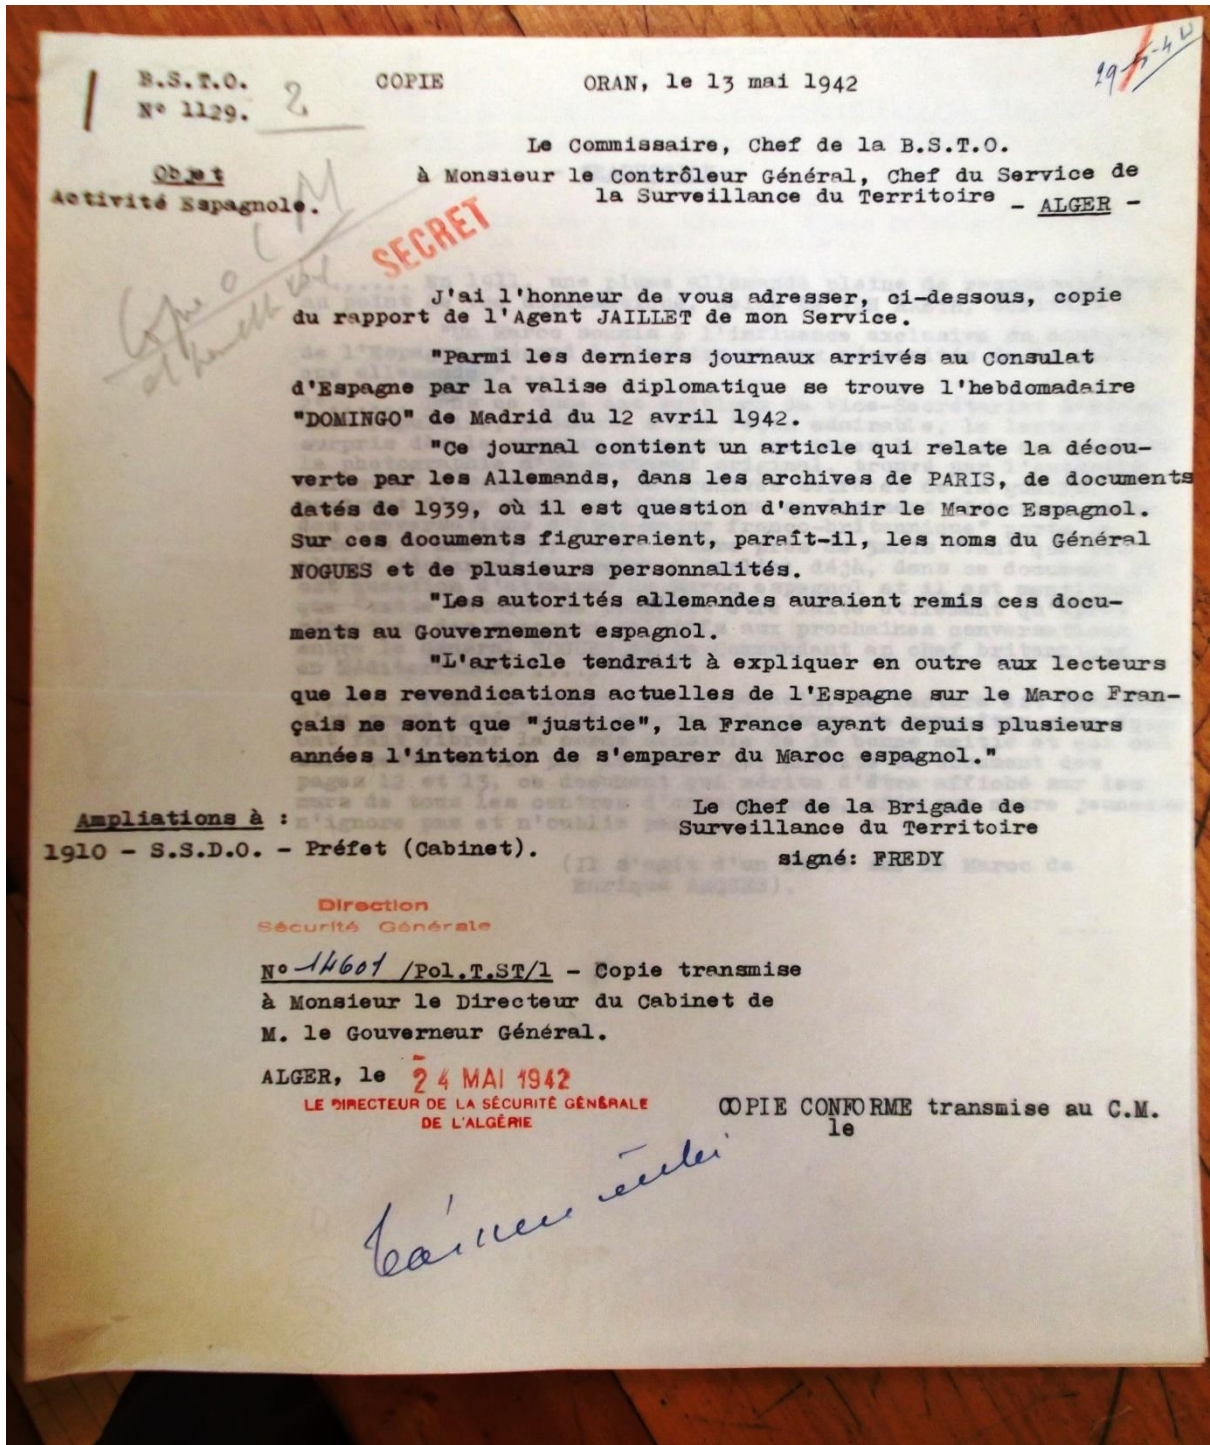 B.S.T.O.
N° 1129.
2
COPIE
ORAN, le 13 mai 1942
Le Commissaire, Chef de la B.S.T.O.
à Monsieur le Contrôleur Général, Chef du Service de
la Surveillance du Territoire - ALGER -
Objet
Activité Espagnole.
SECRET
J'ai l'honneur de vous adresser, ci-dessous, copie
du rapport de l'Agent JAILLET de mon Service.
"Parmi les derniers journaux arrivés au Consulat
d'Espagne par la valise diplomatique se trouve l'hebdomadaire
"DOMINGO" de Madrid du 12 avril 1942.
"Ce journal contient un article qui relate la décou-
verte par les Allemands, dans les archives de PARIS, de documents
datés de 1939, où il est question d'envahir le Maroc Espagnol.
Sur ces documents figureraient, paraît-il, les noms du Général
NOGUES et de plusieurs personnalités.
"Les autorités allemandes auraient remis ces docu-
ments au Gouvernement espagnol.
"L'article tendrait à expliquer en outre aux lecteurs
que les revendications actuelles de l'Espagne sur le Maroc Fran-
çais ne sont que "justice", la France ayant depuis plusieurs
années l'intention de s'emparer du Maroc espagnol."
Le Chef de la Brigade de
Surveillance du Territoire
signé: FREDY
Ampliations à :
1910 - S.S.D.O. - Préfet (Cabinet).
Direction
Sécurité Générale
N° 14601 /Pol.T.ST/1 - Copie transmise
à Monsieur le Directeur du Cabinet de
M. le Gouverneur Général.
ALGER, le 24 MAI 1942
LE DIRECTEUR DE LA SÉCURITÉ GÉNÉRALE
DE L'ALGÉRIE
COPIE CONFORME transmise au C.M.
le